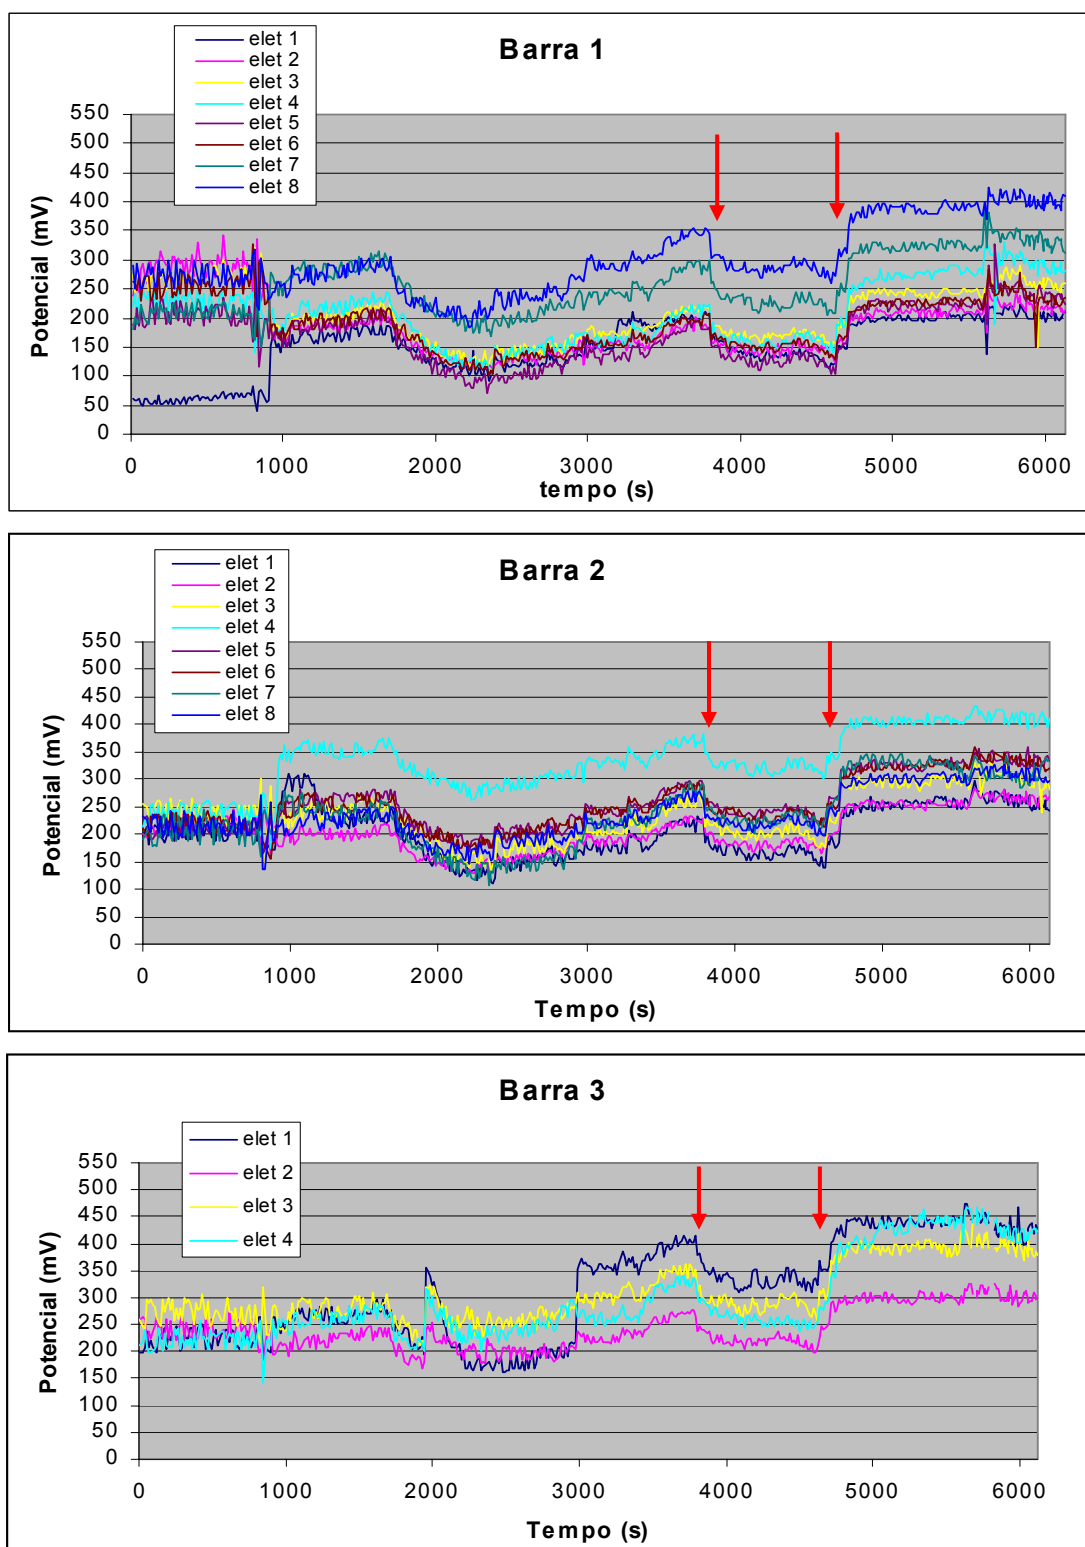 Barra 1
elet 1
elet 2
elet 3
elet 4
elet 5
elet 6
elet 7
elet 8
Potencial (mV)
550
500
450
400
350
300
250
200
150
100
50
0
0 1000 2000 3000 4000 5000 6000
tempo (s)
Barra 2
elet 1
elet 2
elet 3
elet 4
elet 5
elet 6
elet 7
elet 8
Potencial (mV)
550
500
450
400
350
300
250
200
150
100
50
0
0 1000 2000 3000 4000 5000 6000
Tempo (s)
Barra 3
elet 1
elet 2
elet 3
elet 4
Potencial (mV)
550
500
450
400
350
300
250
200
150
100
50
0
0 1000 2000 3000 4000 5000 6000
Tempo (s)